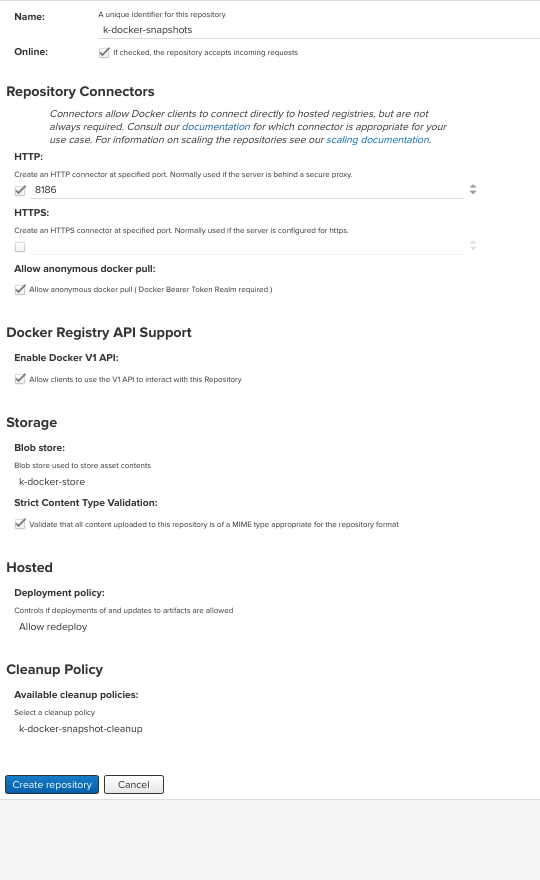 Name:
A unique identifier for this repository
k-docker-snapshots
Online:
If checked, the repository accepts incoming requests
Repository Connectors
Connectors allow Docker clients to connect directly to hosted registries, but are not
always required. Consult our documentation for which connector is appropriate for your
use case. For information on scaling the repositories see our scaling documentation.
HTTP:
Create an HTTP connector at specified port. Normally used if the server is behind a secure proxy.
8186
HTTPS:
Create an HTTPS connector at specified port. Normally used if the server is configured for https.
Allow anonymous docker pull:
Allow anonymous docker pull ( Docker Bearer Token Realm required )
Docker Registry API Support
Enable Docker V1 API:
Allow clients to use the V1 API to interact with this Repository
Storage
Blob store:
Blob store used to store asset contents
k-docker-store
Strict Content Type Validation:
Validate that all content uploaded to this repository is of a MIME type appropriate for the repository format
Hosted
Deployment policy:
Controls if deployments of and updates to artifacts are allowed
Allow redeploy
Cleanup Policy
Available cleanup policies:
Select a cleanup policy
k-docker-snapshot-cleanup
Create repository
Cancel